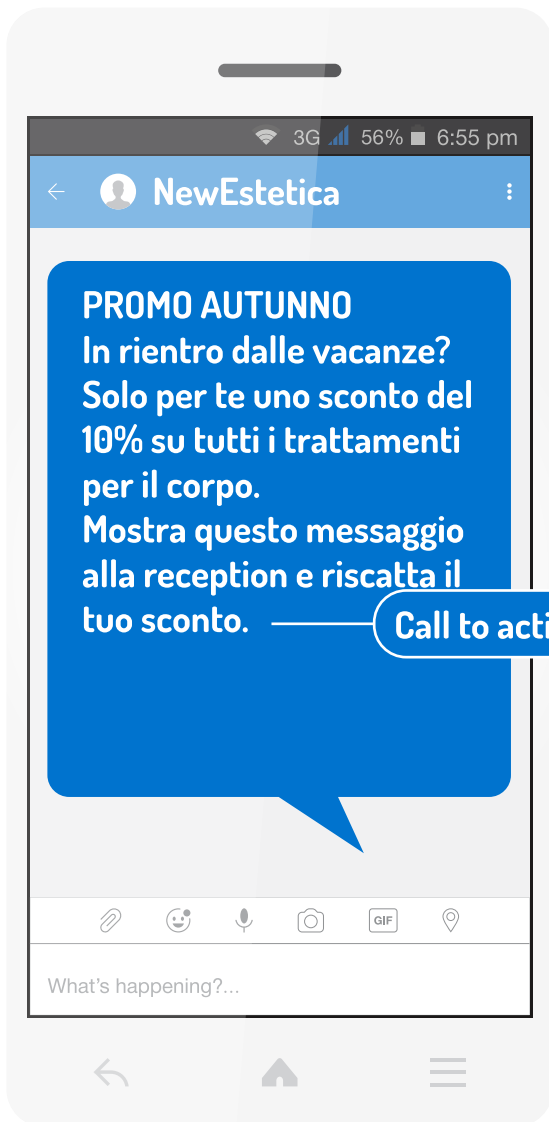 3G 56% 6:55 pm
NewEstetica
PROMO AUTUNNO
In rientro dalle vacanze?
Solo per te uno sconto del
10% su tutti i trattamenti
per il corpo.
Mostra questo messaggio
alla reception e riscatta il
tuo sconto.
Call to
GIF
What's happening?...